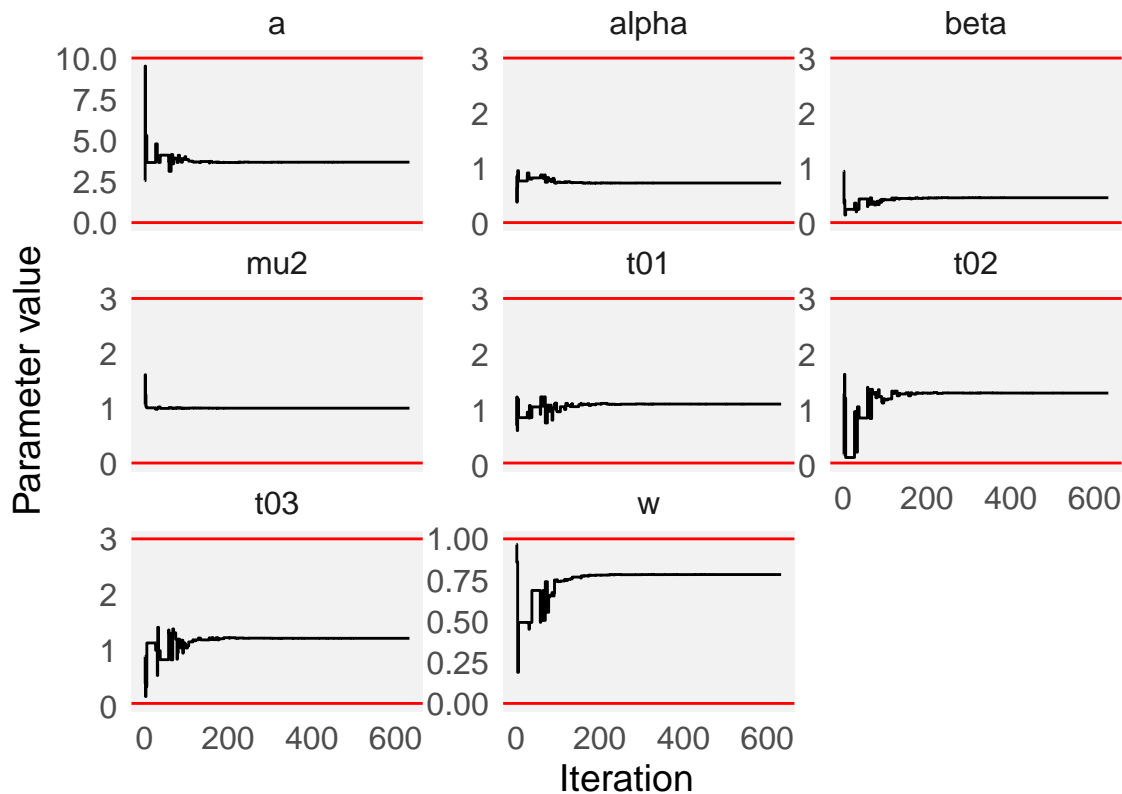 a alpha beta
10.0 3 3
7.5 2 2
5.0
2.5 1 1
0.0 0 0
mu2 t01 t02
3 3 3
2 2 2
1 1 1
0 0 0
0 200 400 600
t03 w
3 1.00
2 0.75
0.50
1 0.25
0 0.00
0 200 400 600 0 200 400 600
Parameter value
Iteration